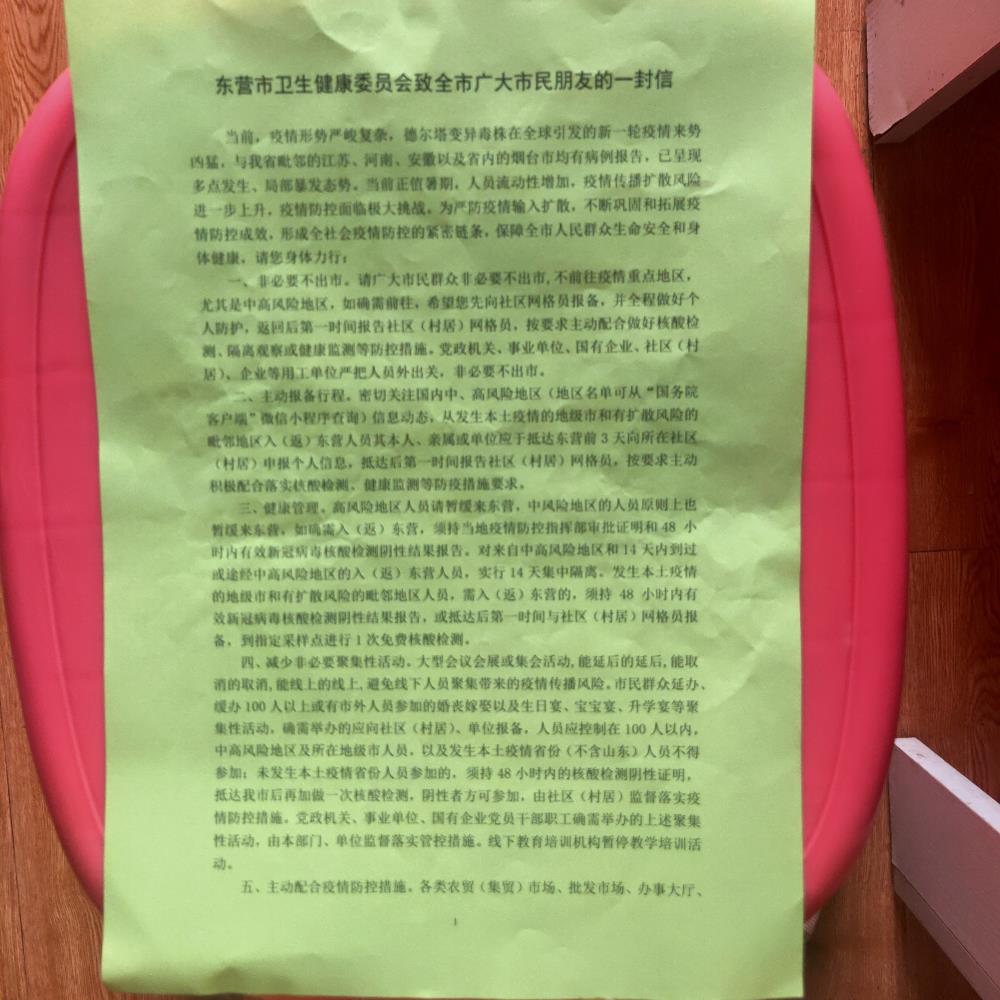 东营市卫生健康委员会致全市广大市民朋友的一封信
当前，疫情形势严峻复杂，德尔塔变异毒株在全球引发的新一轮疫情来势
凶猛，与我省毗邻的江苏、河南、安徽以及省内的烟台市均有病例报告，已呈现
多点发生、局部暴发态势。当前正值暑期，人员流动性增加，疫情传播扩散风险
进一步上升，疫情防控面临极大挑战。为严防疫情输入扩散，不断巩固和拓展疫
情防控成效，形成全社会疫情防控的紧密链条，保障全市人民群众生命安全和身
体健康，请您身体力行：
一、非必要不出市。请广大市民群众非必要不出市,不前往疫情重点地区，
尤其是中高风险地区，如确需前往，希望您先向社区网格员报备，并全程做好个
人防护，返回后第一时间报告社区（村居）网格员，按要求主动配合做好核酸检
测、隔离观察或健康监测等防控措施。党政机关、事业单位、国有企业、社区（村
居）、企业等用工单位严把人员外出关，非必要不出市。
二、主动报备行程。密切关注国内中、高风险地区（地区名单可从“国务院
客户端”微信小程序查询）信息动态，从发生本土疫情的地级市和有扩散风险的
毗邻地区入（返）东营人员其本人、亲属或单位应于抵达东营前3天向所在社区
（村居）申报个人信息，抵达后第一时间报告社区（村居）网格员，按要求主动
积极配合落实核酸检测、健康监测等防疫措施要求。
三、健康管理。高风险地区人员请暂缓来东营，中风险地区的人员原则上也
暂缓来东营，如确需入（返）东营，须持当地疫情防控指挥部审批证明和48 小
时内有效新冠病毒核酸检测阴性结果报告。对来自中高风险地区和14天内到过
或途经中高风险地区的入（返）东营人员，实行14天集中隔离。发生本土疫情
的地级市和有扩散风险的毗邻地区人员，需入（返）东营的，须持 48 小时内有
效新冠病毒核酸检测阴性结果报告，或抵达后第一时间与社区（村居）网格员报
备，到指定采样点进行1次免费核酸检测。
四、减少非必要聚集性活动。大型会议会展或集会活动,能延后的延后,能取
消的取消,能线上的线上,避免线下人员聚集带来的疫情传播风险。市民群众延办、
缓办100人以上或有市外人员参加的婚丧嫁娶以及生日宴、宝宝宴、升学宴等聚
集性活动，确需举办的应向社区（村居）、单位报备，人员应控制在100人以内，
中高风险地区及所在地级市人员，以及发生本土疫情省份（不含山东）人员不得
参加；未发生本土疫情省份人员参加的，须持48小时内的核酸检测阴性证明，
抵达我市后再加做一次核酸检测，阴性者方可参加，由社区（村居）监督落实疫
情防控措施。党政机关、事业单位、国有企业党员干部职工确需举办的上述聚集
性活动，由本部门、单位监督落实管控措施。线下教育培训机构暂停教学培训活
动。
五、主动配合疫情防控措施。各类农贸（集贸）市场、批发市场、办事大厅、
1